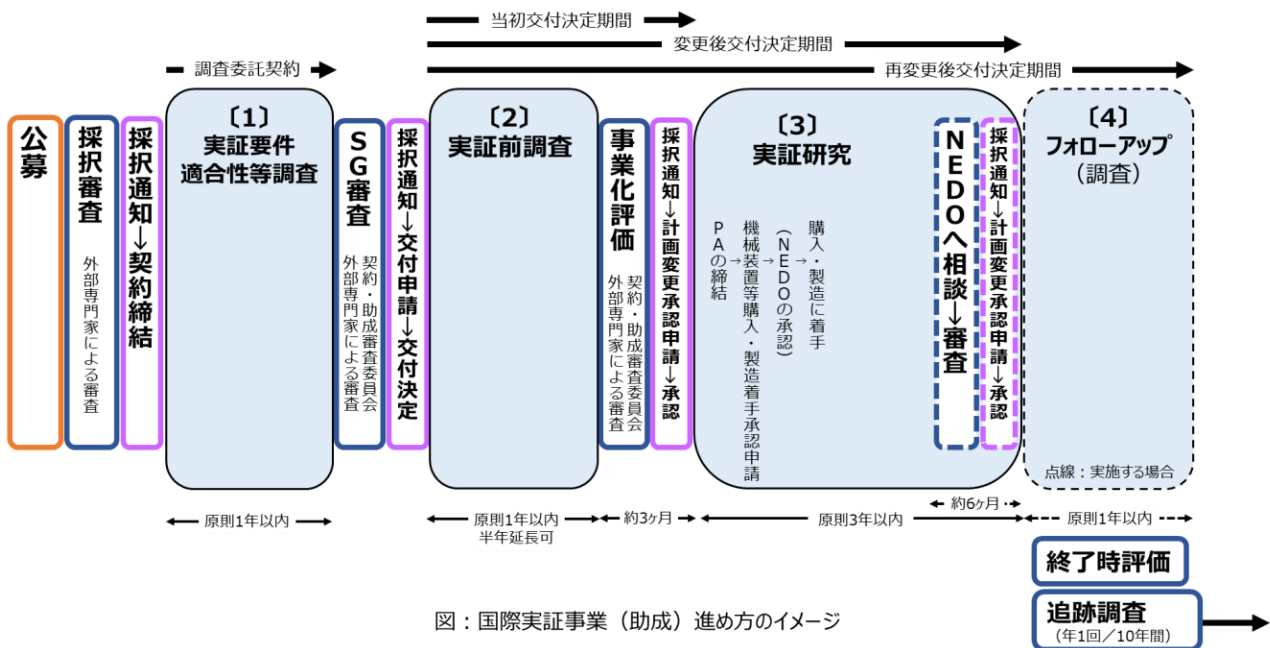 当初交付決定期間
変更後交付決定期間
調査委託契約
再変更後交付決定期間
公募
採択審査
外部専門家による審査
採択通知→契約締結
〔1〕
実証要件
適合性等調査
SG審査
契約・助成審査委員会
外部専門家による審査
採択通知→交付申請→交付決定
〔2〕
実証前調査
事業化評価
契約・助成審査委員会
外部専門家による審査
採択通知→計画変更承認申請→承認
〔3〕
実証研究
PAの締結
→
機械装置等購入・製造着手承認申請
→
(NEDOの承認)
→
購入・製造に着手
NEDOへ相談→審査
採択通知→計画変更承認申請→承認
〔4〕
フォローアップ
(調査)
点線:実施する場合
原則1年以内
原則1年以内
半年延長可
約3ヶ月
原則3年以内
約6ヶ月
原則1年以内
終了時評価
追跡調査
(年1回/10年間)
図:国際実証事業(助成)進め方のイメージ